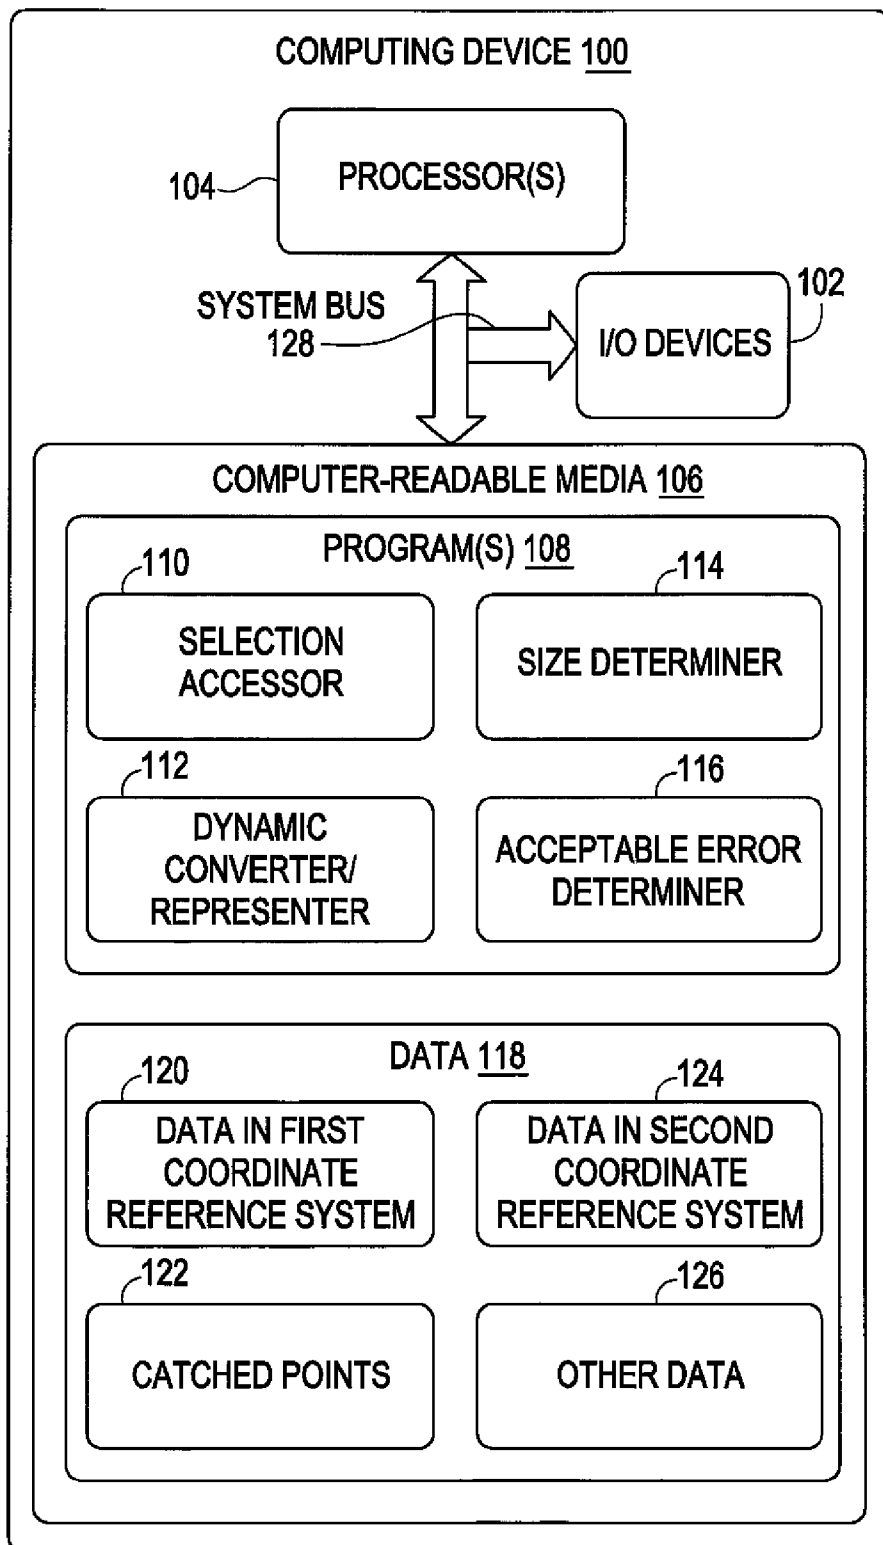 COMPUTING DEVICE 100
104
PROCESSOR(S)
SYSTEM BUS
128
102
I/O DEVICES
COMPUTER-READABLE MEDIA 106
PROGRAM(S) 108
110
SELECTION
ACCESSOR
114
SIZE DETERMINER
112
DYNAMIC
CONVERTER/
REPRESENTER
116
ACCEPTABLE ERROR
DETERMINER
DATA 118
120
DATA IN FIRST
COORDINATE
REFERENCE SYSTEM
124
DATA IN SECOND
COORDINATE
REFERENCE SYSTEM
122
CATCHED POINTS
126
OTHER DATA